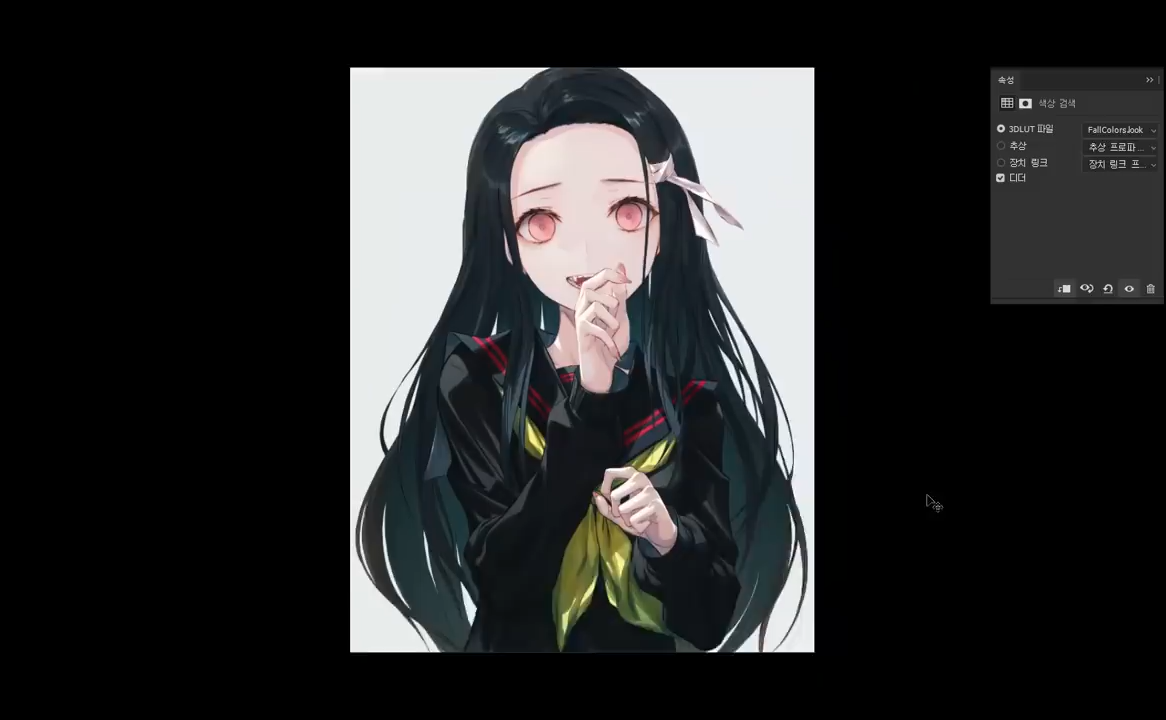 속성
색상 검색
3DLUT 파일 FallColors.look
추상 추상 프로파...
장치 링크 장치 링크 프...
디더